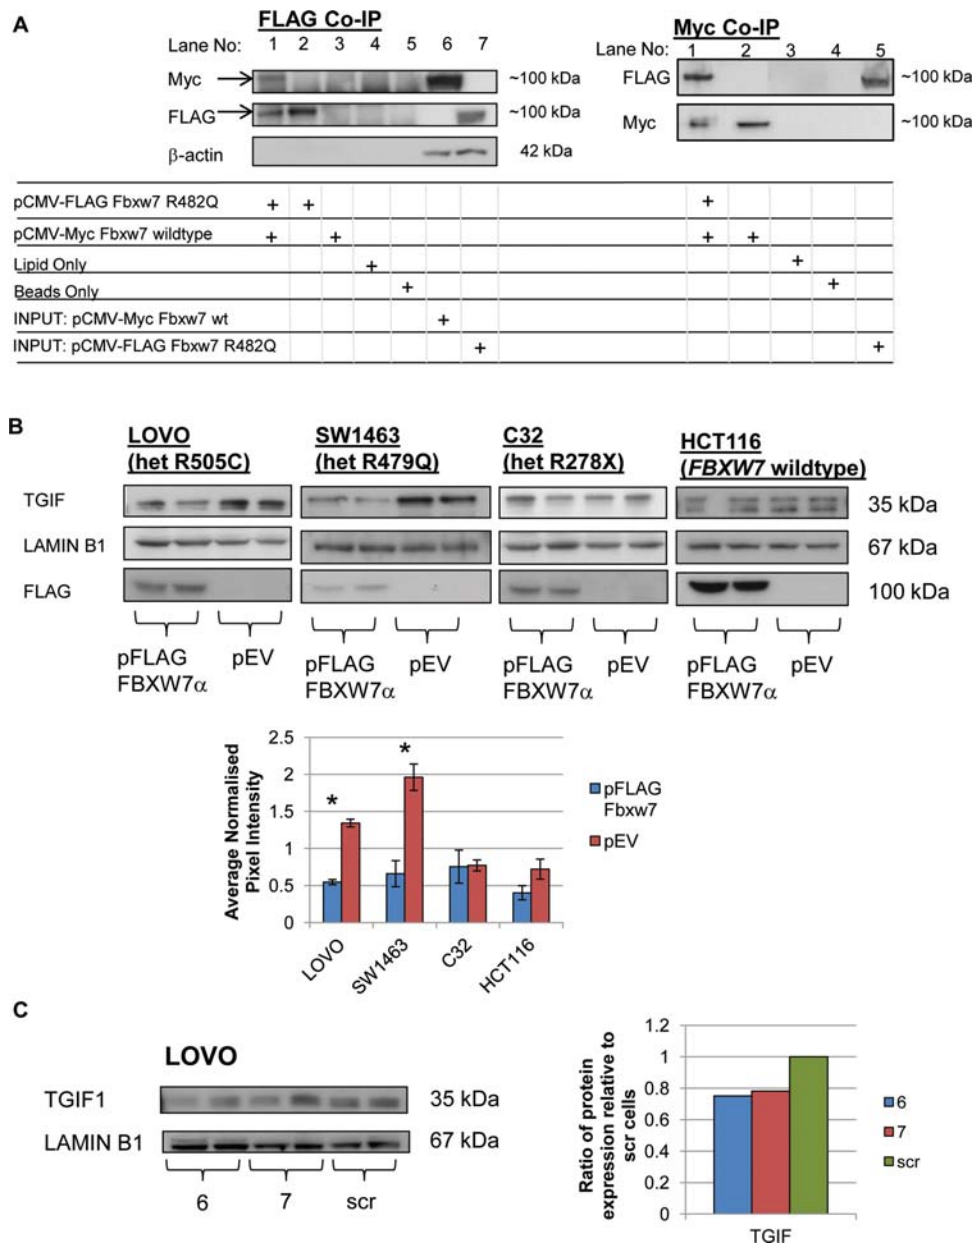 A
FLAG Co-IP
Lane No: 1 2 3 4 5 6 7
Myc ~100 kDa
FLAG ~100 kDa
β-actin 42 kDa
Myc Co-IP
Lane No: 1 2 3 4 5
FLAG ~100 kDa
Myc ~100 kDa
pCMV-FLAG Fbxw7 R482Q + + +
pCMV-Myc Fbxw7 wildtype + + + +
Lipid Only + +
Beads Only + +
INPUT: pCMV-Myc Fbxw7 wt +
INPUT: pCMV-FLAG Fbxw7 R482Q + +
B
LOVO
(het R505C)
SW1463
(het R479Q)
C32
(het R278X)
HCT116
(FBXW7 wildtype)
TGIF 35 kDa
LAMIN B1 67 kDa
FLAG 100 kDa
pFLAG
FBXW7α
pEV
pFLAG
FBXW7α
pEV
pFLAG
FBXW7α
pEV
pFLAG
FBXW7α
pEV
Average Normalised
Pixel Intensity
2.5
2
1.5
1
0.5
0
* *
LOVO
SW1463
C32
HCT116
pFLAG
Fbxw7
pEV
C
LOVO
TGIF1 35 kDa
LAMIN B1 67 kDa
6 7 scr
Ratio of protein
expression relative to
scr cells
1.2
1
0.8
0.6
0.4
0.2
0
TGIF
6
7
scr